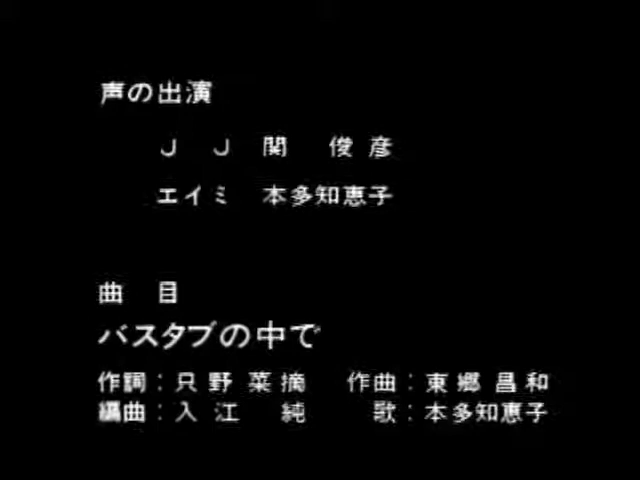 声の出演
JJ 関 俊彦
エイミ 本多知恵子
曲目
バスタブの中で
作詞：只野菜摘 作曲：東郷昌和
編曲：入江 純 歌：本多知恵子